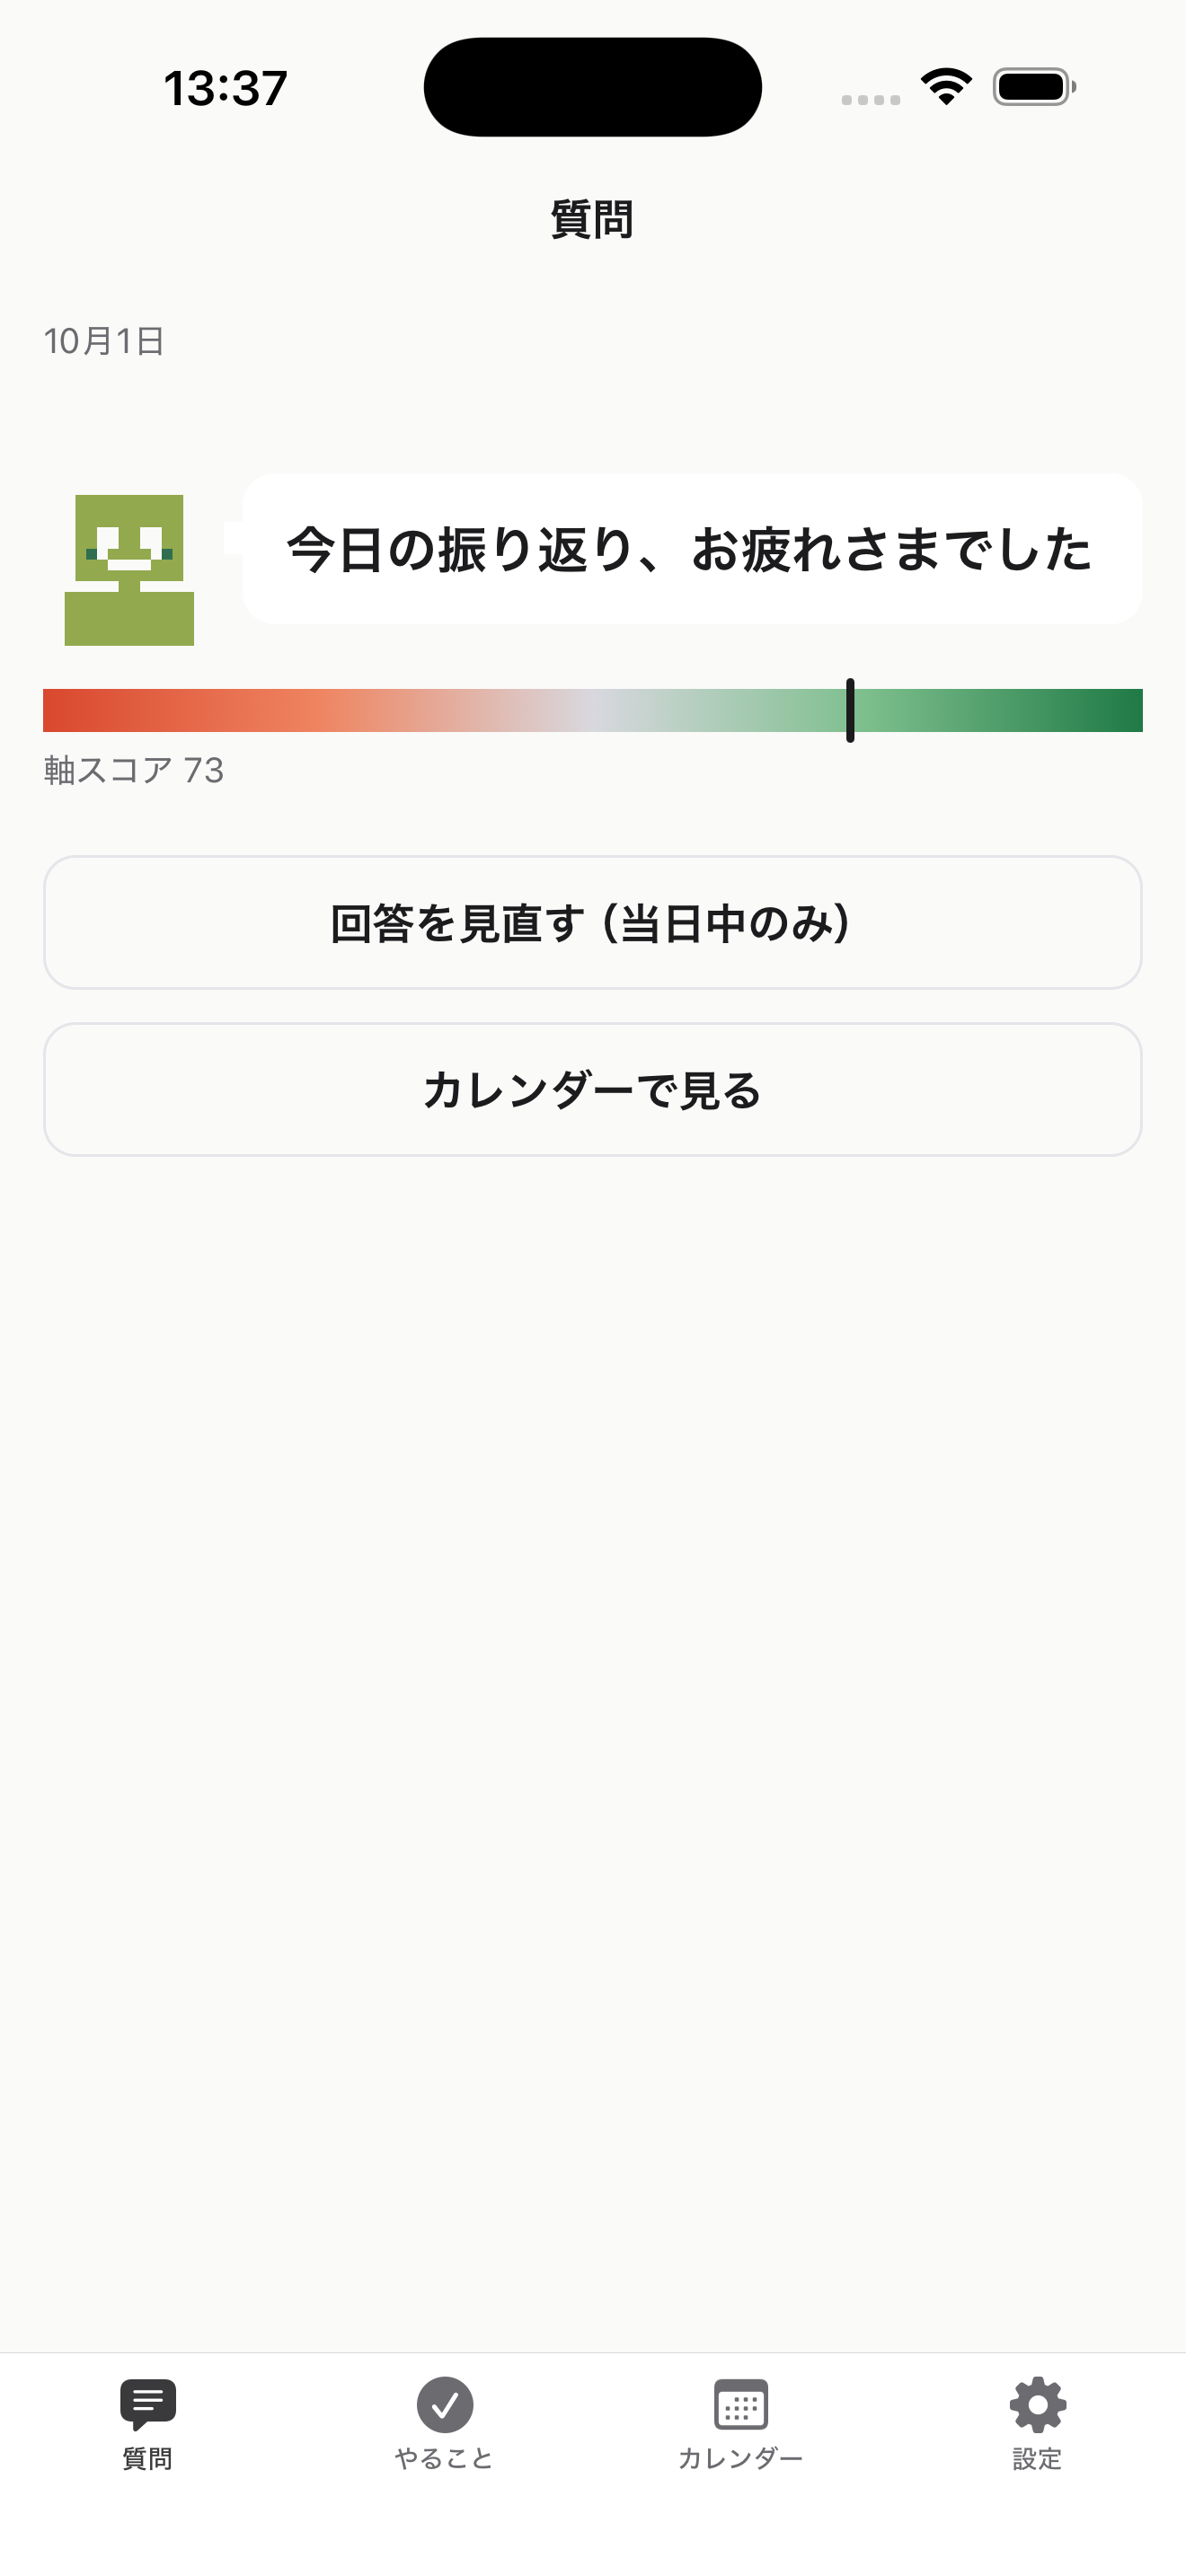 13:37
質問
10月1日
今日の振り返り、お疲れさまでした
軸スコア 73
回答を見直す（当日中のみ）
カレンダーで見る
質問
やること
カレンダー
設定